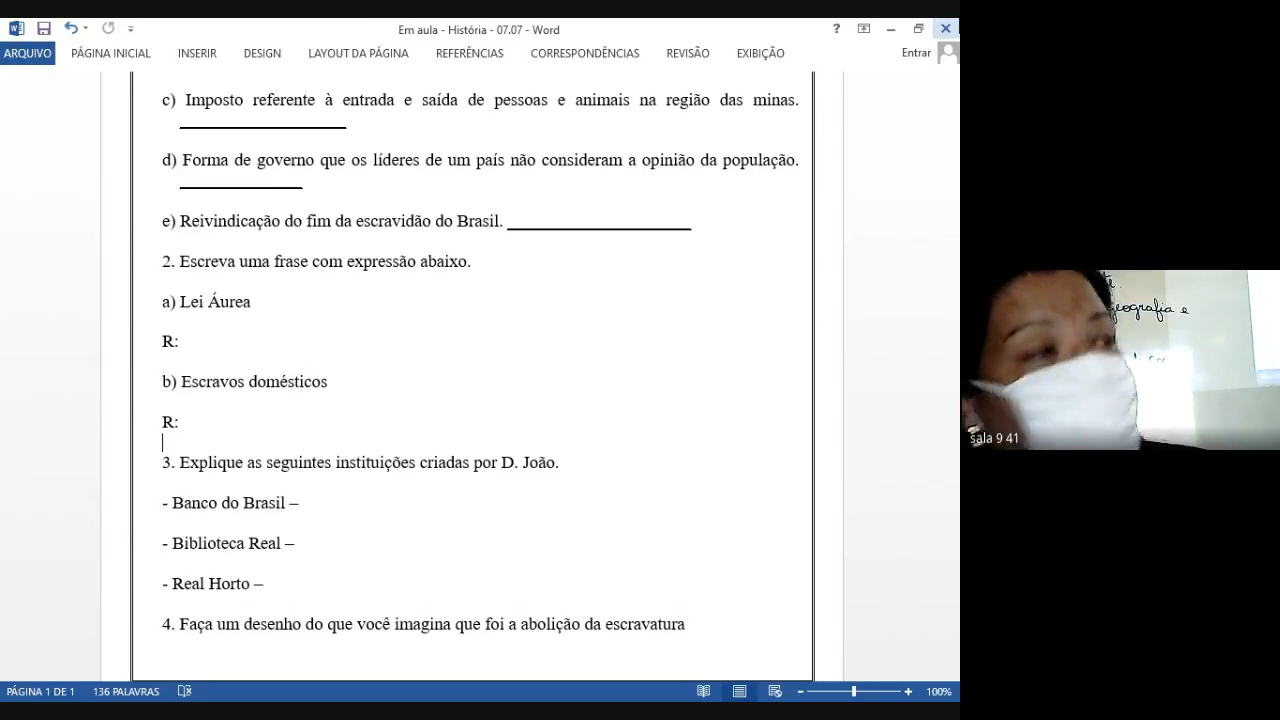 Em aula - História - 07.07 - Word
?
ARQUIVO PÁGINA INICIAL INSERIR DESIGN LAYOUT DA PÁGINA REFERÊNCIAS CORRESPONDÊNCIAS REVISÃO EXIBIÇÃO Entrar
c) Imposto referente à entrada e saída de pessoas e animais na região das minas.
d) Forma de governo que os líderes de um país não consideram a opinião da população.
e) Reivindicação do fim da escravidão do Brasil.
2. Escreva uma frase com expressão abaixo.
a) Lei Áurea
R:
b) Escravos domésticos
R:
3. Explique as seguintes instituições criadas por D. João.
- Banco do Brasil –
- Biblioteca Real –
- Real Horto –
4. Faça um desenho do que você imagina que foi a abolição da escravatura
PÁGINA 1 DE 1 136 PALAVRAS 100%
geografia e
sala 9 41